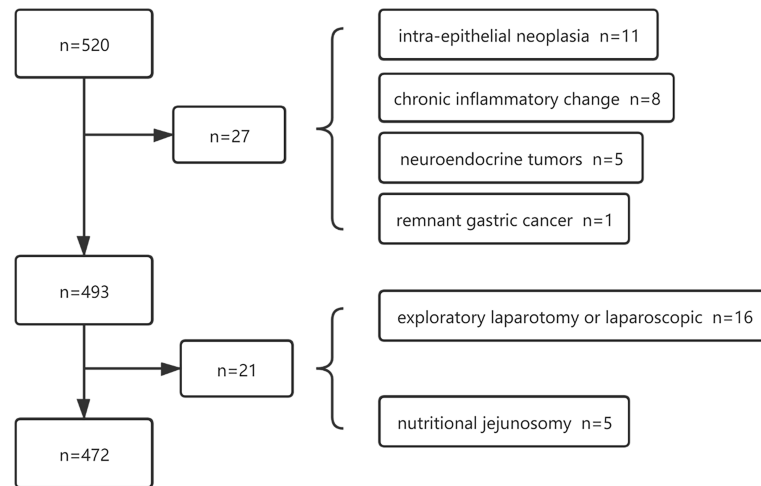 n=520
n=27
intra-epithelial neoplasia n=11
chronic inflammatory change n=8
neuroendocrine tumors n=5
remnant gastric cancer n=1
n=493
n=21
exploratory laparotomy or laparoscopic n=16
nutritional jejunosomy n=5
n=472